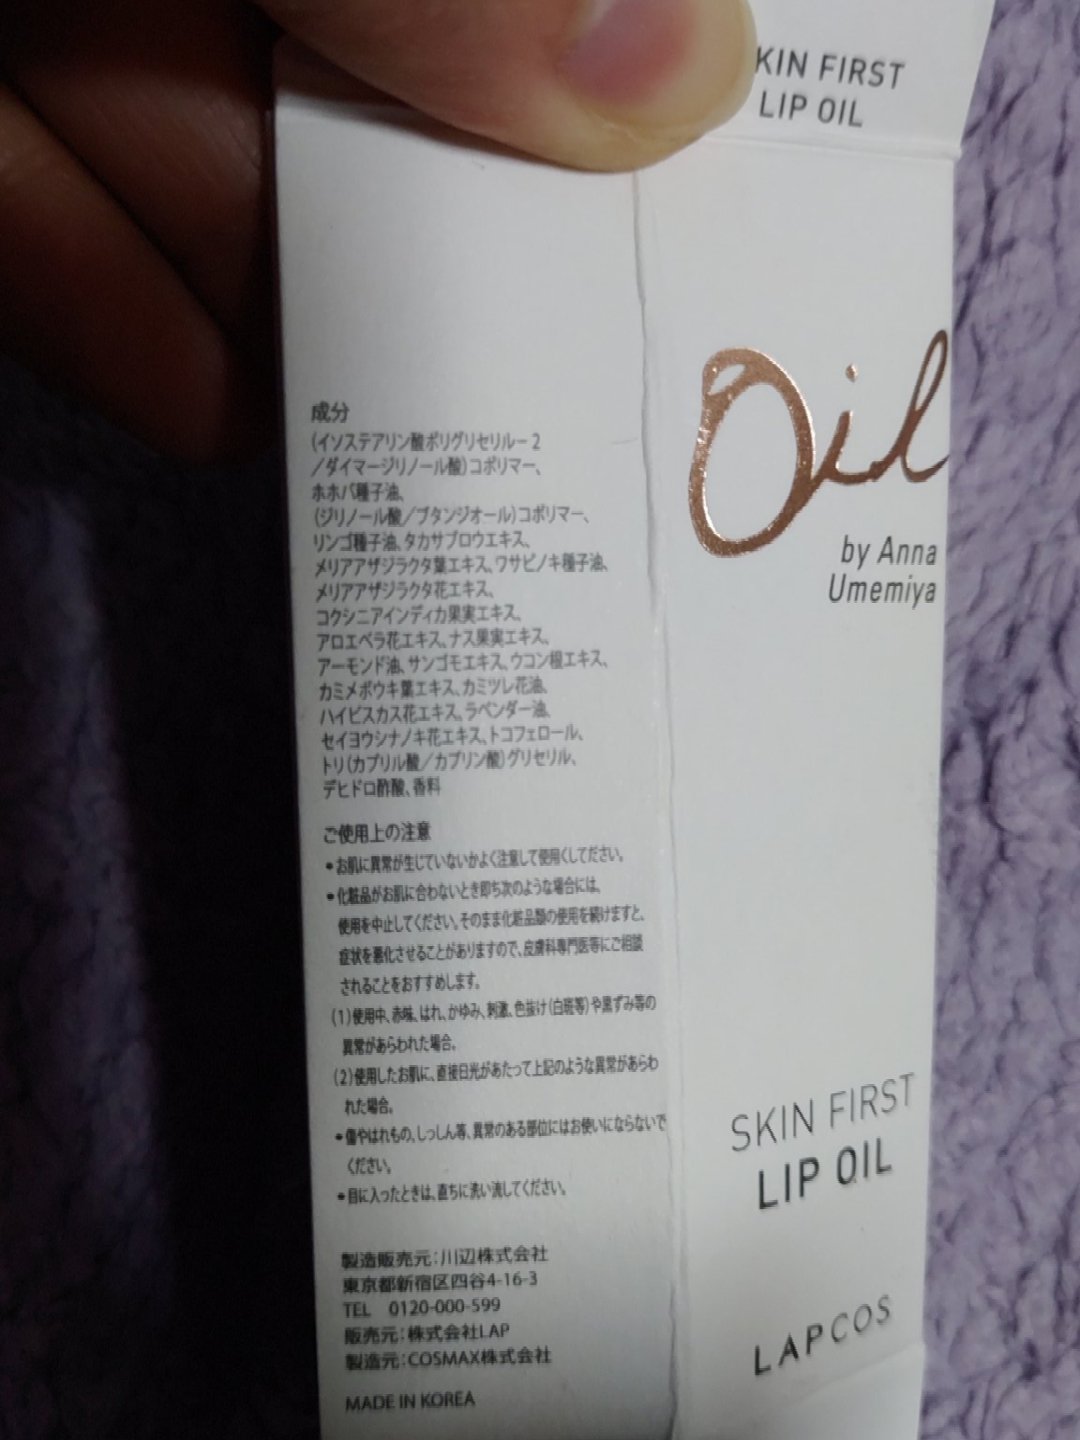 KIN FIRST
LIP OIL
成分
(イソステアリン酸ポリグリセリルー2
/ダイマージリノール酸)コポリマー、
ホホバ種子油、
(ジリノール酸/ブタンジオール)コポリマー、
リンゴ種子油、タカサブロウエキス、
メリアアザジラクタ葉エキス、ワサビノキ種子油、
メリアアザジラクタ花エキス、
コクシニアインディカ果実エキス、
アロエベラ花エキス、ナス果実エキス、
アーモンド油、サンゴモエキス、ウコン根エキス、
カミメボウキ葉エキス、カミツレ花油、
ハイビスカス花エキス、ラベンダー油、
セイヨウシナノキ花エキス、トコフェロール、
トリ(カプリル酸/カプリン酸)グリセリル、
デヒドロ酢酸、香料
ご使用上の注意
•お肌に異常が生じていないかよく注意して使用くしてださい。
•化粧品がお肌に合わないとき即ち次のような場合には、
使用を中止してください。そのまま化粧品類の使用を続けますと、
症状を悪化させることがありますので、皮膚科専門医等にご相談
されることをおすすめします。
(1)使用中、赤味、はれ、かゆみ、刺激、色抜け(白斑等)や黒ずみ等の
異常があらわれた場合。
(2)使用したお肌に、直接日光があたって上記のような異常があらわ
れた場合。
•傷やはれもの、しっしん等、異常のある部位にはお使いにならないで
ください。
•目に入ったときは、直ちに洗い流してください。
製造販売元:川辺株式会社
東京都新宿区四谷4-16-3
TEL 0120-000-599
販売元:株式会社LAP
製造元:COSMAX株式会社
MADE IN KOREA
Oil
by Anna
Umemiya
SKIN FIRST
LIP OIL
LAPCOS